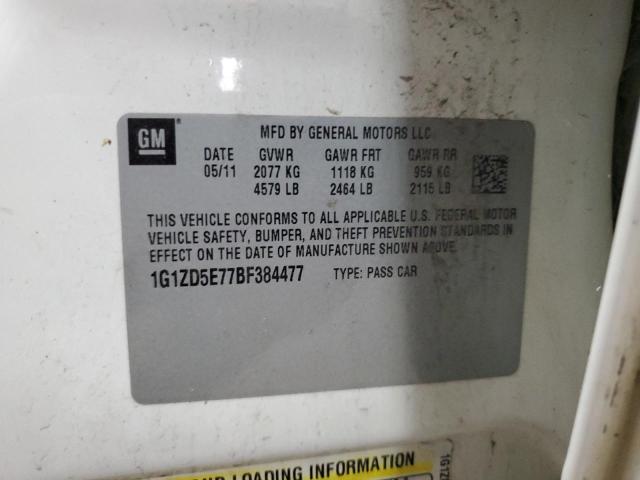 GM
MFD BY GENERAL MOTORS LLC
DATE GVWR GAWR FRT GAWR RR
05/11 2077 KG 1118 KG 959 KG
4579 LB 2464 LB 2115 LB
THIS VEHICLE CONFORMS TO ALL APPLICABLE U.S. FEDERAL MOTOR
VEHICLE SAFETY, BUMPER, AND THEFT PREVENTION STANDARDS IN
EFFECT ON THE DATE OF MANUFACTURE SHOWN ABOVE.
1G1ZD5E77BF384477 TYPE: PASS CAR
LOADING INFORMATION
1G1Z